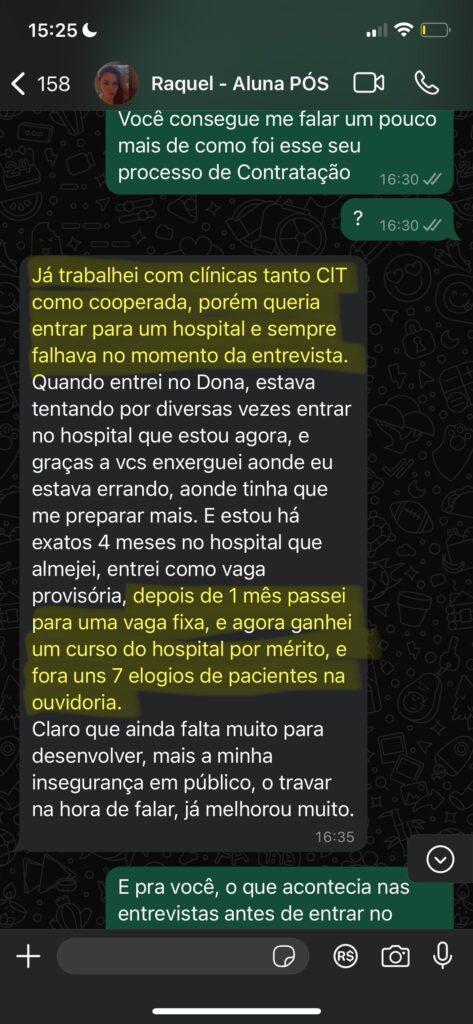 15:25
158
Raquel - Aluna PÓS
Você consegue me falar um pouco
mais de como foi esse seu
processo de Contratação
16:30
?
16:30
Já trabalhei com clínicas tanto ClT
como cooperada, porém queria
entrar para um hospital e sempre
falhava no momento da entrevista.
Quando entrei no Dona, estava
tentando por diversas vezes entrar
no hospital que estou agora, e
graças a vcs enxerguei aonde eu
estava errando, aonde tinha que
me preparar mais. E estou há
exatos 4 meses no hospital que
almejei, entrei como vaga
provisória, depois de 1 mês passei
para uma vaga fixa, e agora ganhei
um curso do hospital por mérito, e
fora uns 7 elogios de pacientes na
ouvidoria.
Claro que ainda falta muito para
desenvolver, mais a minha
insegurança em público, o travar
na hora de falar, já melhorou muito.
16:35
E pra você, o que acontecia nas
entrevistas antes de entrar no
R$